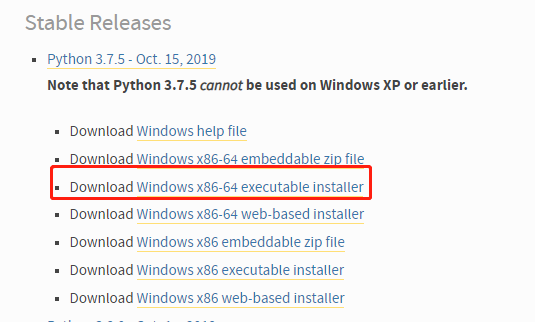 Stable Releases
Python 3.7.5 - Oct. 15, 2019
Note that Python 3.7.5 cannot be used on Windows XP or earlier.
Download Windows help file
Download Windows x86-64 embeddable zip file
Download Windows x86-64 executable installer
Download Windows x86-64 web-based installer
Download Windows x86 embeddable zip file
Download Windows x86 executable installer
Download Windows x86 web-based installer